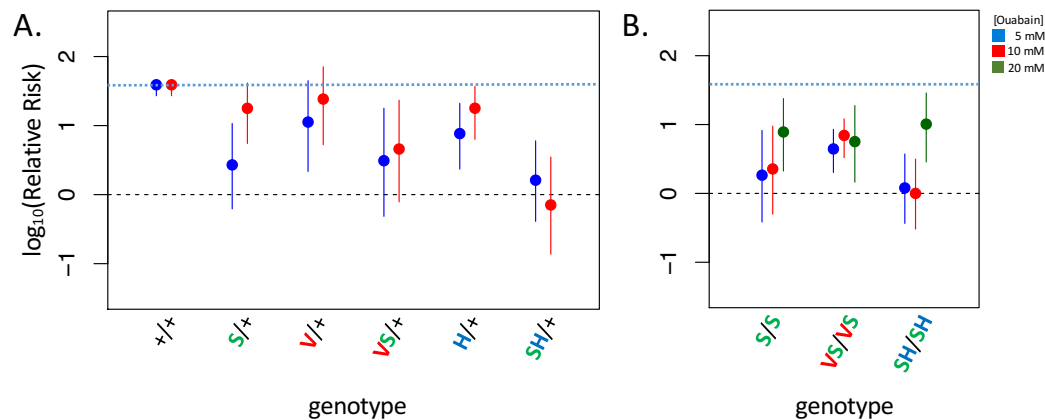 A.
B.
[Ouabain]
5 mM
10 mM
20 mM
log10(Relative Risk)
2
1
0
−1
2
1
0
−1
+/+
S/+
V/+
VS/+
H/+
SH/+
S/S
VS/VS
SH/SH
genotype
genotype